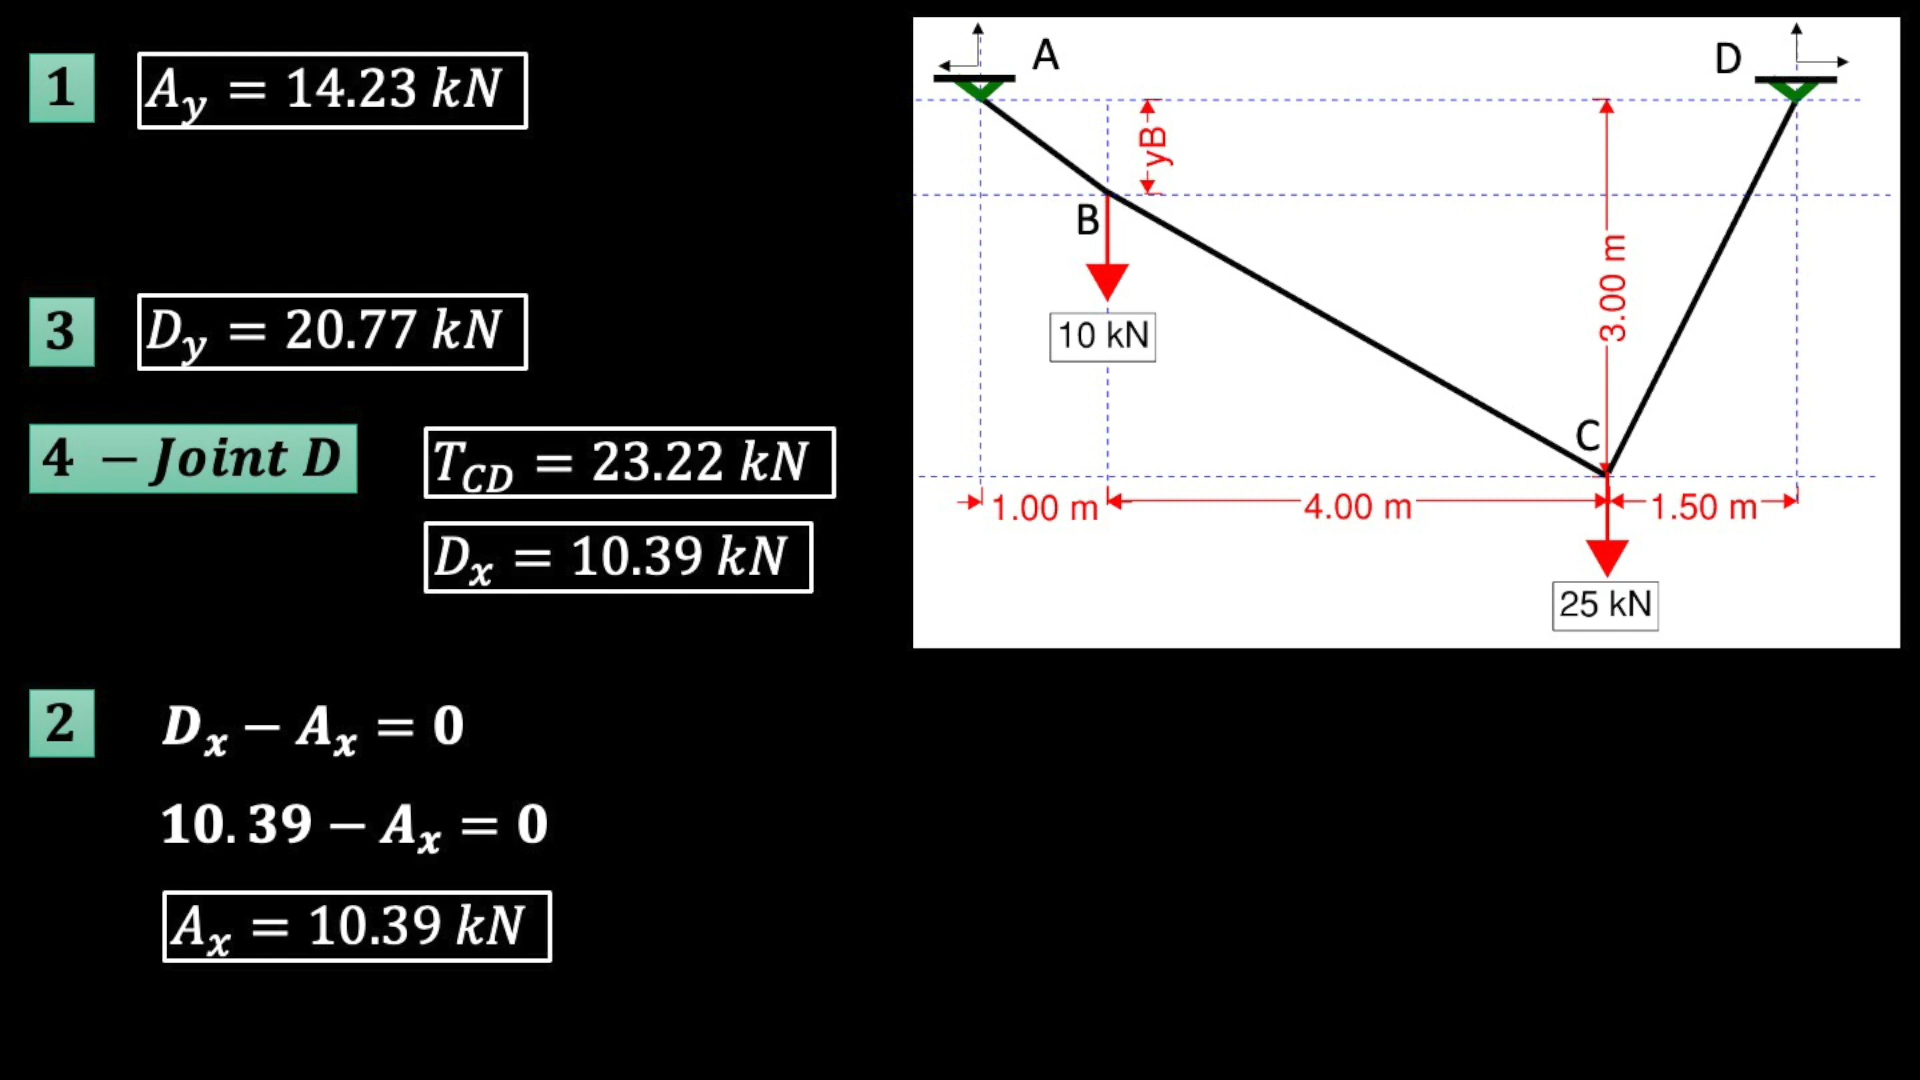 1
A_y = 14.23 kN
3
D_y = 20.77 kN
4 – Joint D
T_CD = 23.22 kN
D_x = 10.39 kN
2
D_x − A_x = 0
10.39 − A_x = 0
A_x = 10.39 kN
A
D
yB
B
10 kN
3.00 m
C
1.00 m
4.00 m
1.50 m
25 kN